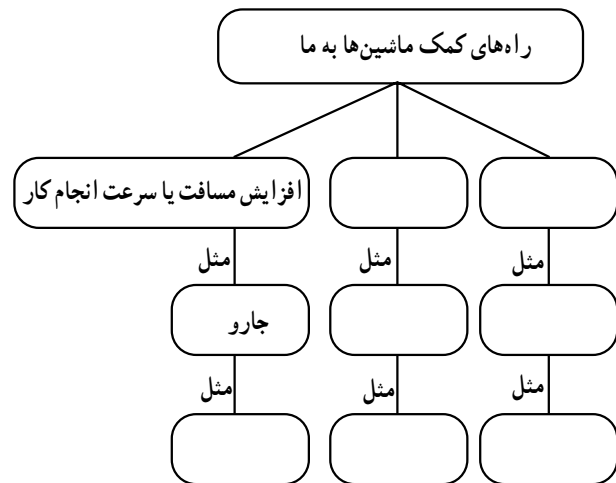 راه‌های کمک ماشین‌ها به ما
افزایش مسافت یا سرعت انجام کار
مثل
مثل
مثل
جارو
مثل
مثل
مثل